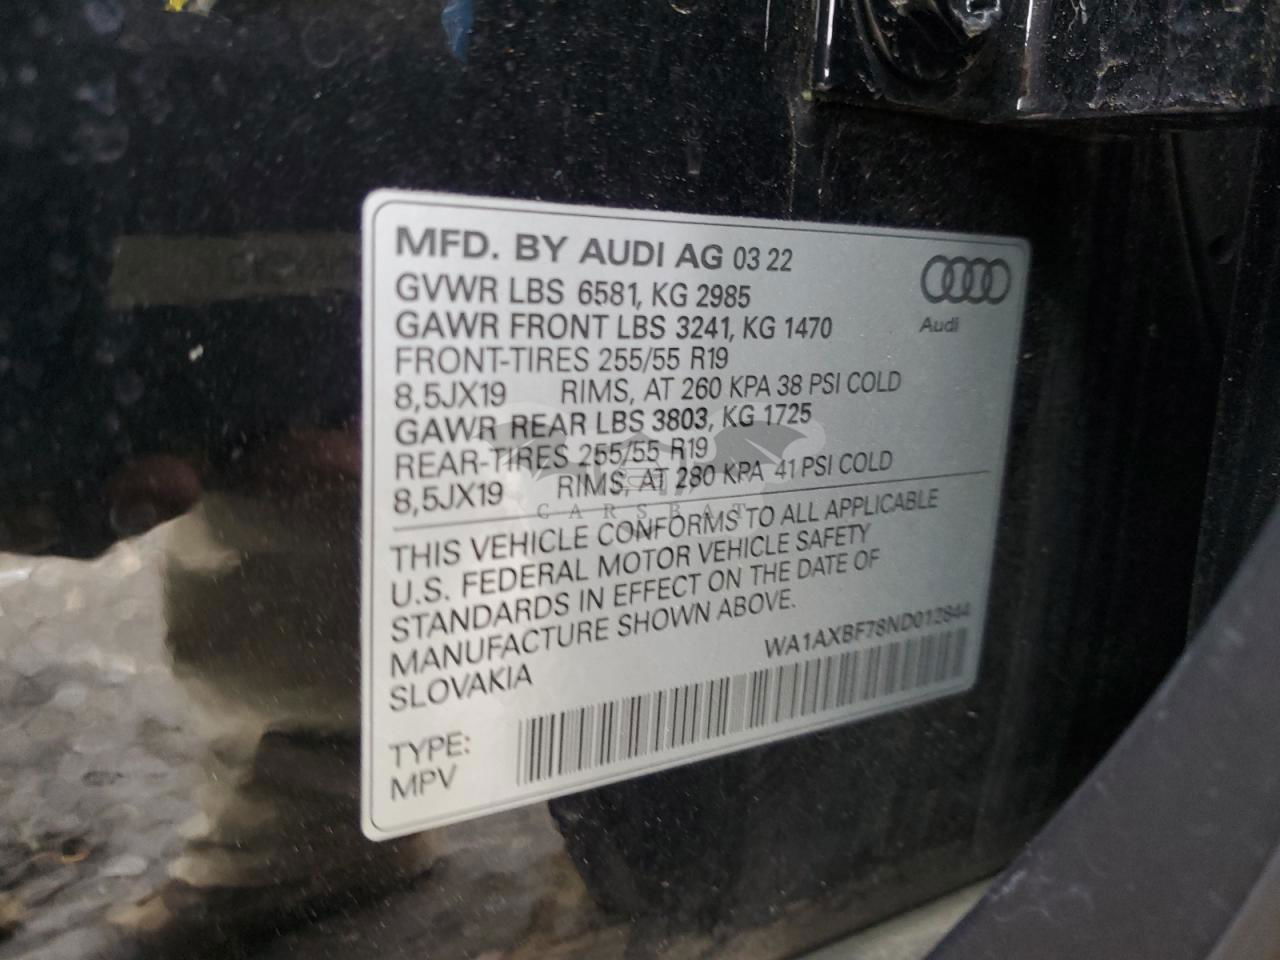 MFD. BY AUDI AG 03 22
GVWR LBS 6581, KG 2985
GAWR FRONT LBS 3241, KG 1470
FRONT-TIRES 255/55 R19
8,5JX19 RIMS, AT 260 KPA 38 PSI COLD
GAWR REAR LBS 3803, KG 1725
REAR-TIRES 255/55 R19
8,5JX19 RIMS, AT 280 KPA 41 PSI COLD
Audi
CARSBAT
THIS VEHICLE CONFORMS TO ALL APPLICABLE
U.S. FEDERAL MOTOR VEHICLE SAFETY
STANDARDS IN EFFECT ON THE DATE OF
MANUFACTURE SHOWN ABOVE.
SLOVAKIA
WA1AXBF78ND012844
TYPE:
MPV